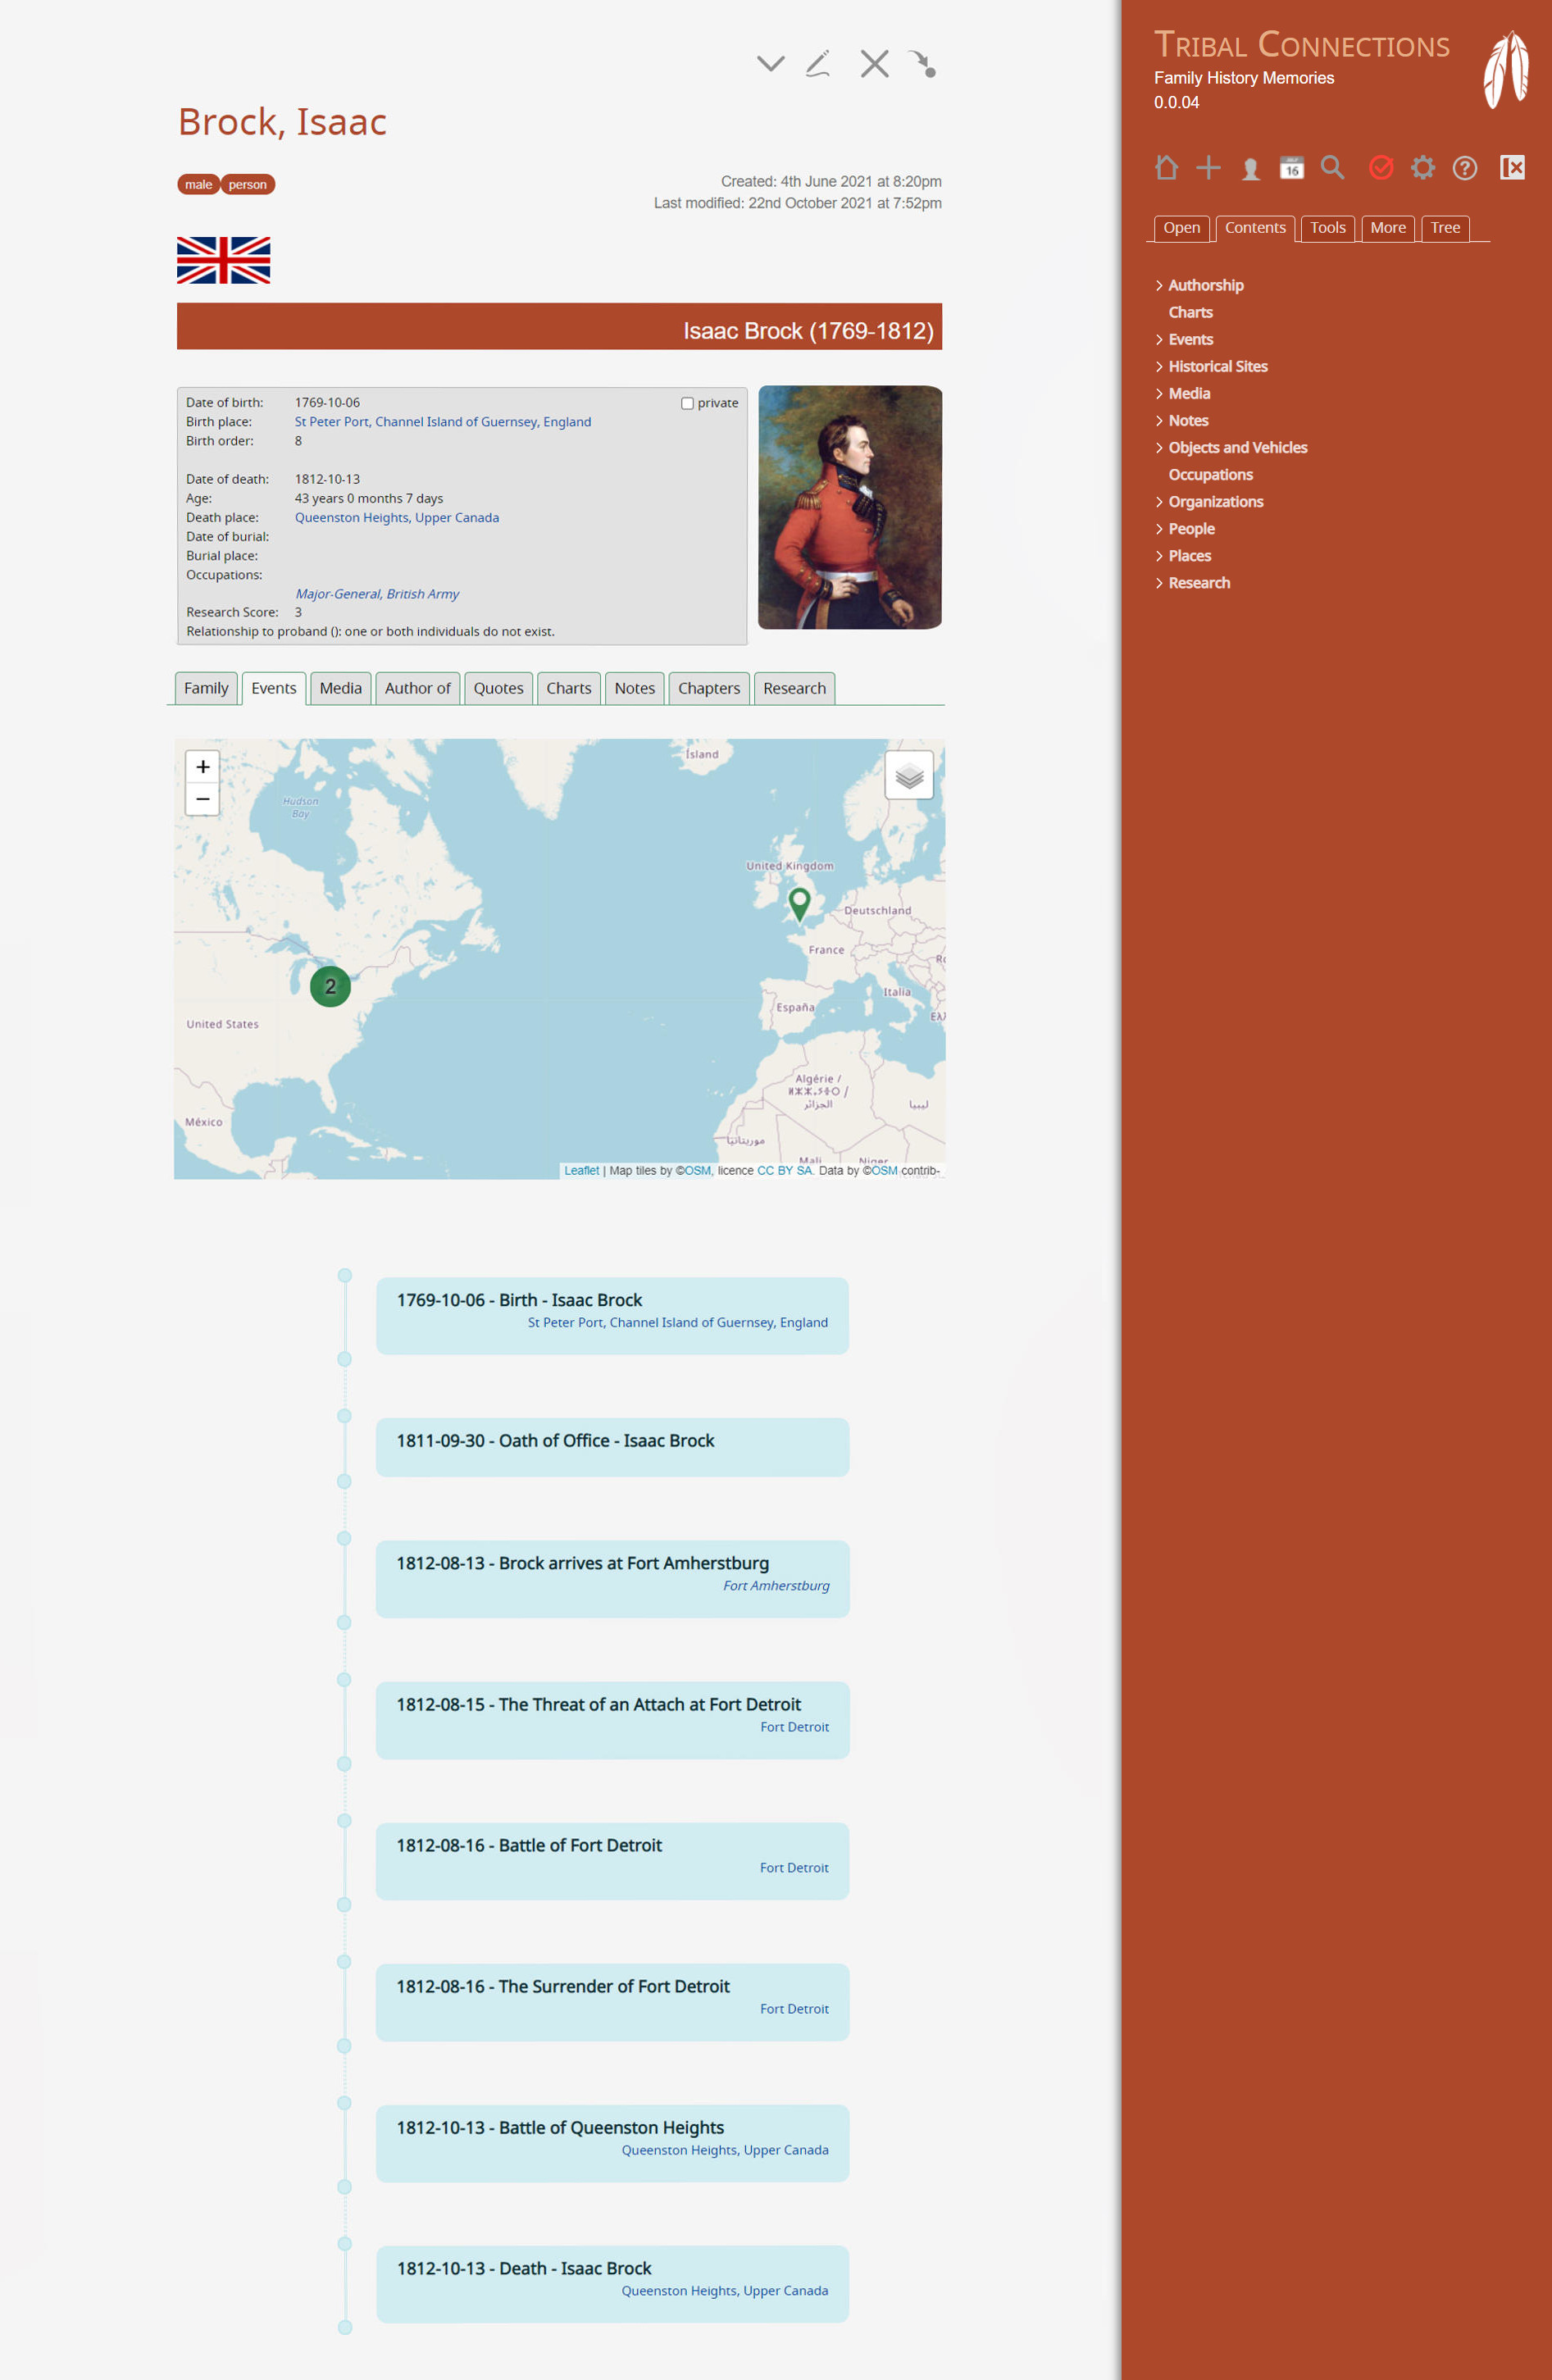 Brock, Isaac
male person
Created: 4th June 2021 at 8:20pm
Last modified: 22nd October 2021 at 7:52pm
Isaac Brock (1769-1812)
Date of birth: 1769-10-06
private
Birth place: St Peter Port, Channel Island of Guernsey, England
Birth order: 8
Date of death: 1812-10-13
Age: 43 years 0 months 7 days
Death place: Queenston Heights, Upper Canada
Date of burial:
Burial place:
Occupations:
Major-General, British Army
Research Score: 3
Relationship to proband (): one or both individuals do not exist.
Family Events Media Author of Quotes Charts Notes Chapters Research
+
−
Ísland
Hudson
Bay
United Kingdom
Deutschland
France
2
Italia
España
United States
Algérie /
ⵍⵣⵣⴰⵢⴻⵔ /
الجزائر
ليبيا
México
موريتانيا
Mali Niger
Leaflet | Map tiles by ©OSM, licence CC BY SA. Data by ©OSM contrib-
1769-10-06 - Birth - Isaac Brock
St Peter Port, Channel Island of Guernsey, England
1811-09-30 - Oath of Office - Isaac Brock
1812-08-13 - Brock arrives at Fort Amherstburg
Fort Amherstburg
1812-08-15 - The Threat of an Attach at Fort Detroit
Fort Detroit
1812-08-16 - Battle of Fort Detroit
Fort Detroit
1812-08-16 - The Surrender of Fort Detroit
Fort Detroit
1812-10-13 - Battle of Queenston Heights
Queenston Heights, Upper Canada
1812-10-13 - Death - Isaac Brock
Queenston Heights, Upper Canada
Tribal Connections
Family History Memories
0.0.04
JULY
16
Open Contents Tools More Tree
Authorship
Charts
Events
Historical Sites
Media
Notes
Objects and Vehicles
Occupations
Organizations
People
Places
Research